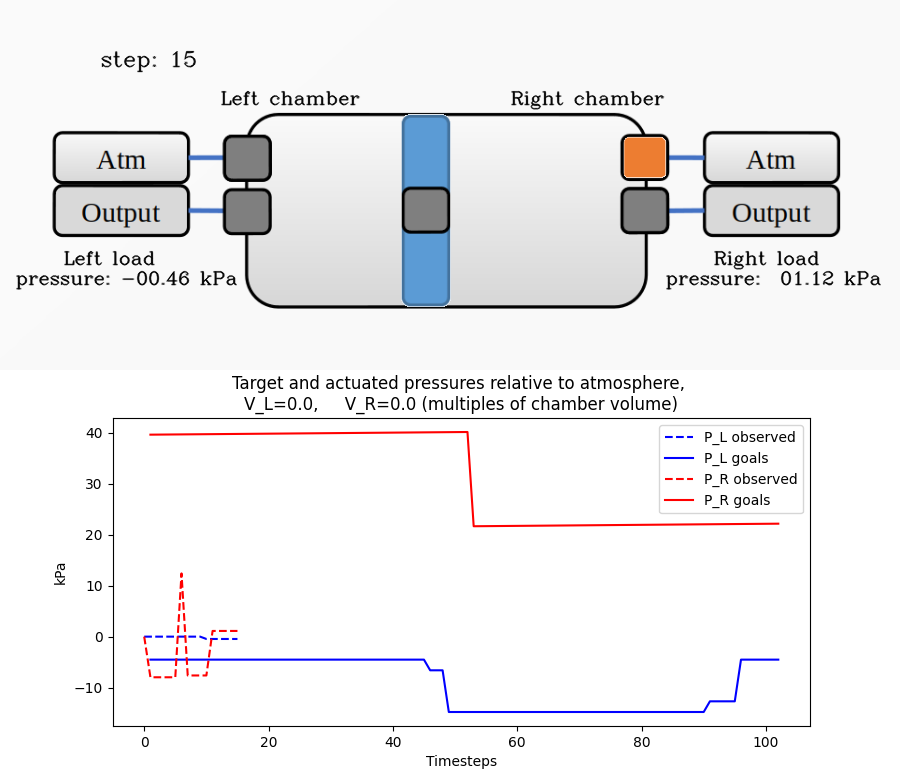 step: 15
Left chamber
Right chamber
Atm
Atm
Output
Output
Left load
pressure: -00.46 kPa
Right load
pressure: 01.12 kPa
Target and actuated pressures relative to atmosphere,
V_L=0.0, V_R=0.0 (multiples of chamber volume)
P_L observed
P_L goals
P_R observed
P_R goals
40
30
20
10
0
−10
kPa
0 20 40 60 80 100
Timesteps